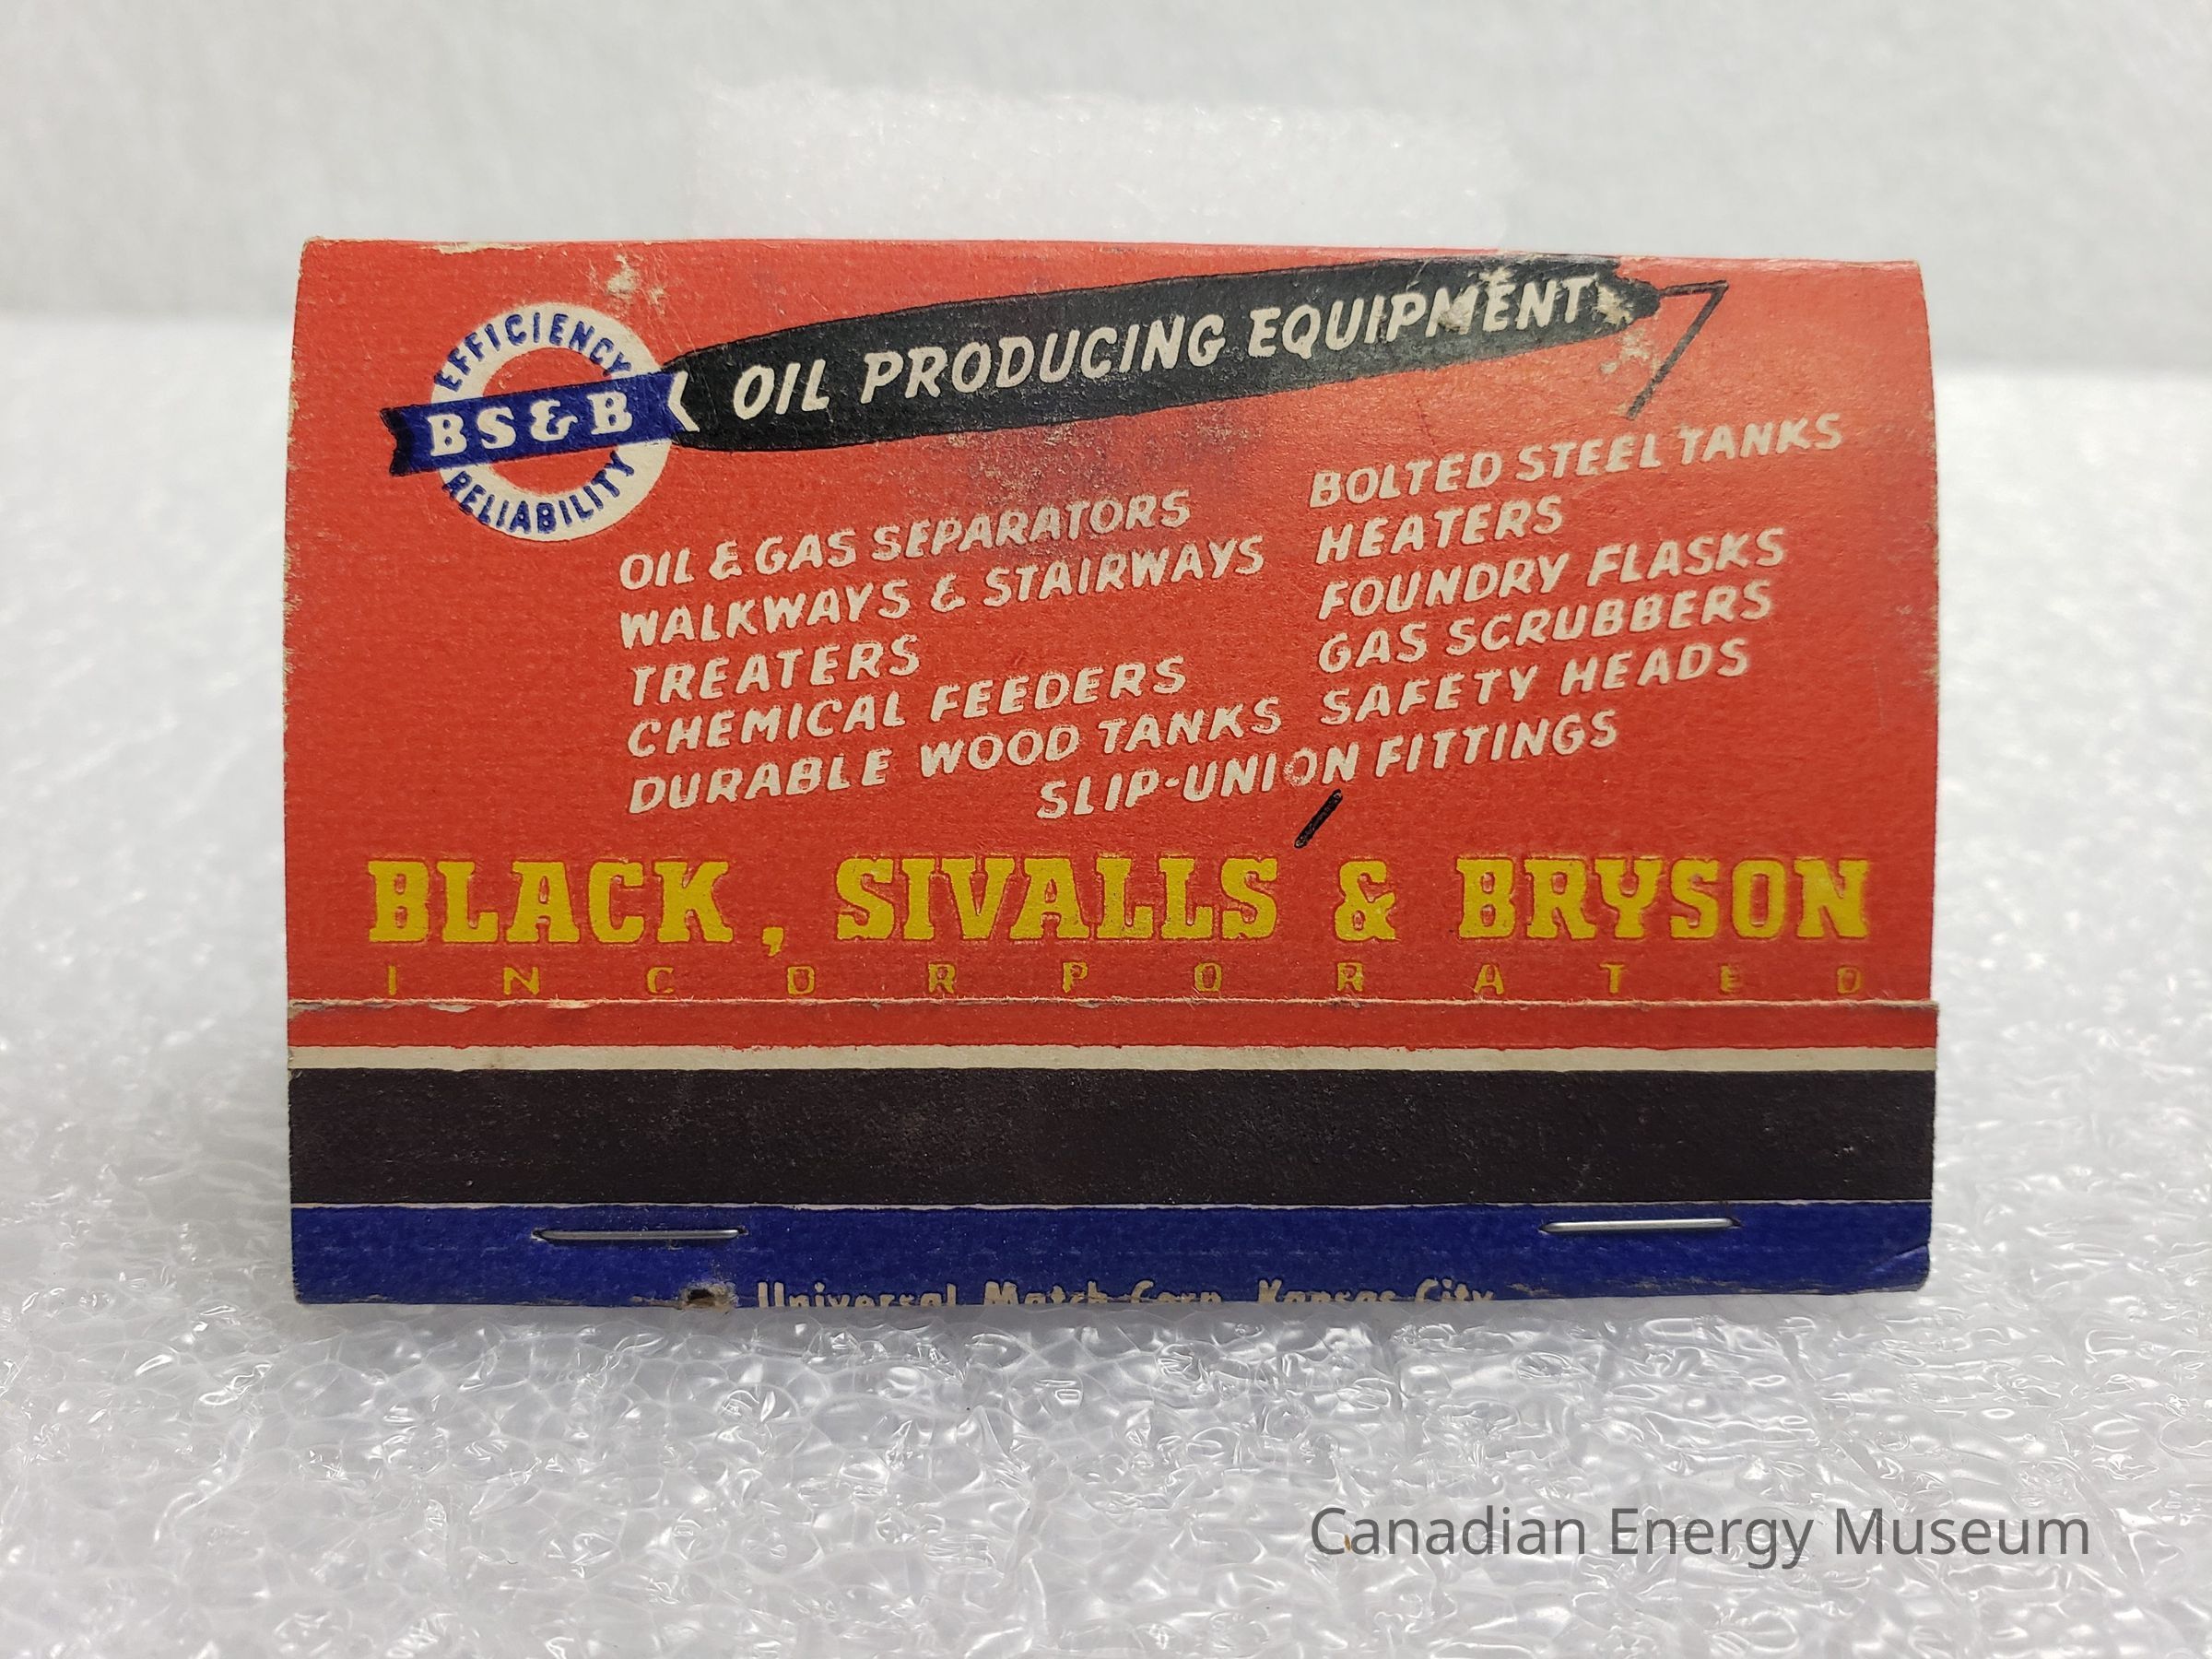 EFFICIENCY
BS&B
RELIABILITY
OIL PRODUCING EQUIPMENT
OIL & GAS SEPARATORS
WALKWAYS & STAIRWAYS
TREATERS
CHEMICAL FEEDERS
DURABLE WOOD TANKS
BOLTED STEEL TANKS
HEATERS
FOUNDRY FLASKS
GAS SCRUBBERS
SAFETY HEADS
SLIP-UNION FITTINGS
BLACK, SIVALLS & BRYSON
INCORPORATED
Universal Match Corp. Kansas City
Canadian Energy Museum